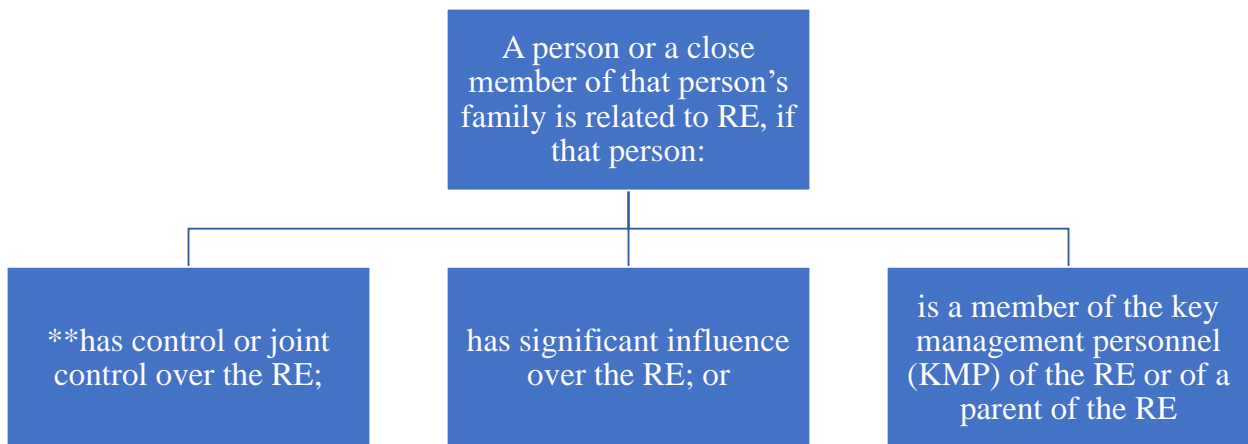 A person or a close
member of that person’s
family is related to RE, if
that person:
**has control or joint
control over the RE;
has significant influence
over the RE; or
is a member of the key
management personnel
(KMP) of the RE or of a
parent of the RE